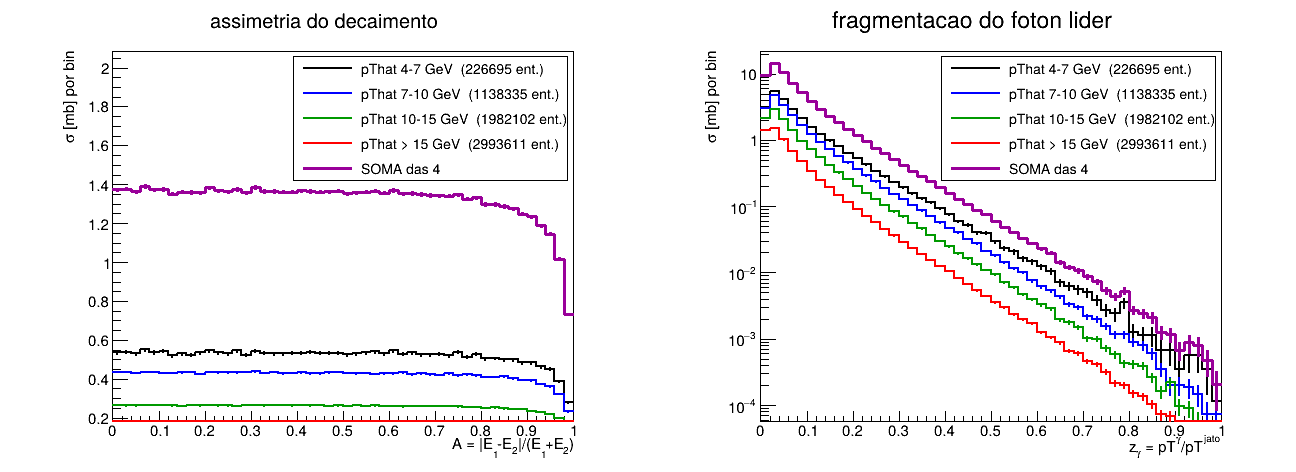 assimetria do decaimento
σ [mb] por bin
2
1.8
1.6
1.4
1.2
1
0.8
0.6
0.4
0.2
pThat 4-7 GeV (226695 ent.)
pThat 7-10 GeV (1138335 ent.)
pThat 10-15 GeV (1982102 ent.)
pThat > 15 GeV (2993611 ent.)
SOMA das 4
0 0.1 0.2 0.3 0.4 0.5 0.6 0.7 0.8 0.9 1
A = |E1-E2|/(E1+E2)
fragmentacao do foton lider
σ [mb] por bin
10
1
10⁻¹
10⁻²
10⁻³
10⁻⁴
pThat 4-7 GeV (226695 ent.)
pThat 7-10 GeV (1138335 ent.)
pThat 10-15 GeV (1982102 ent.)
pThat > 15 GeV (2993611 ent.)
SOMA das 4
0 0.1 0.2 0.3 0.4 0.5 0.6 0.7 0.8 0.9 1
zγ = pTγ/pTjato